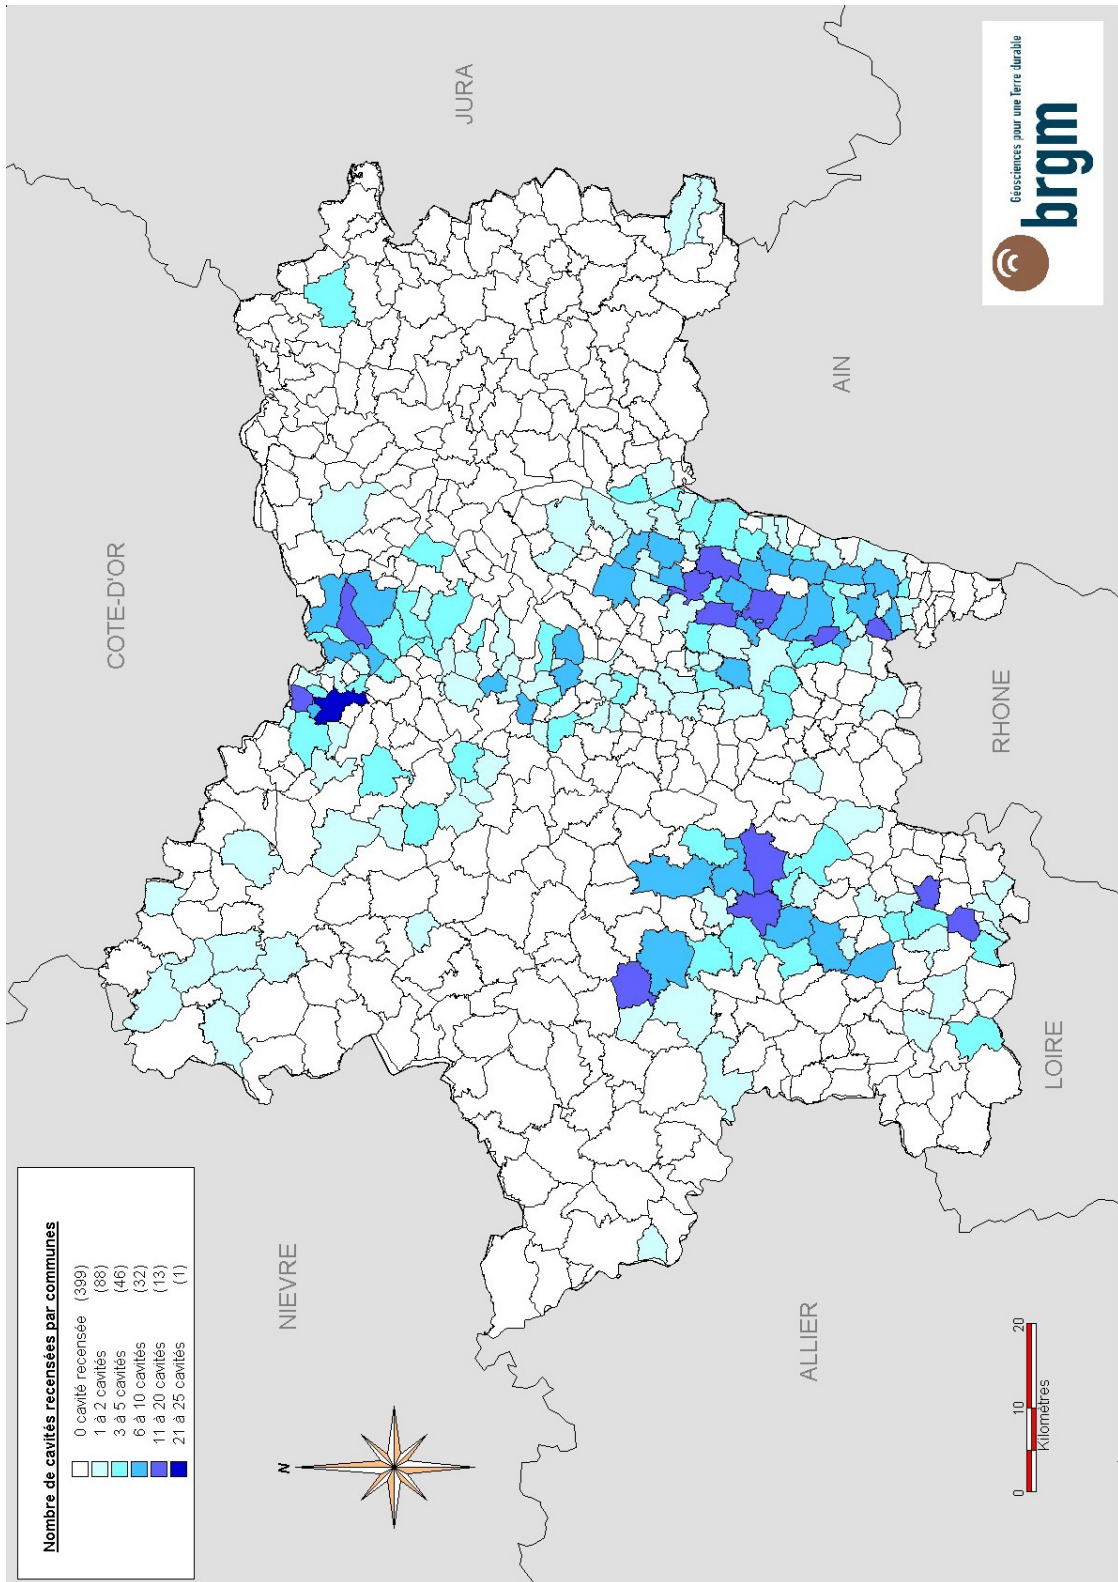 Nombre de cavités recensées par communes
0 cavité recensée (399)
1 à 2 cavités (88)
3 à 5 cavités (46)
6 à 10 cavités (32)
11 à 20 cavités (13)
21 à 25 cavités (1)
N
NIEVRE
COTE-D'OR
JURA
ALLIER
LOIRE
RHONE
AIN
0 10 20
Kilomètres
Géosciences pour une Terre durable
brgm